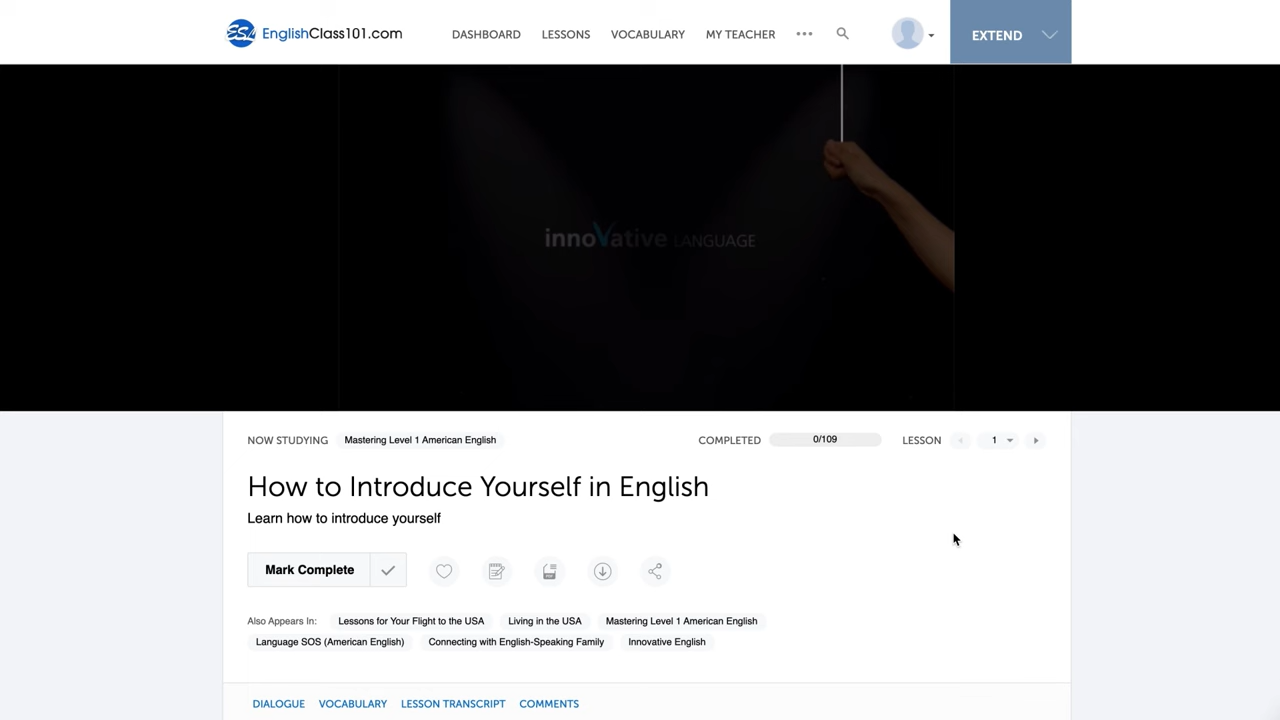 ESL EnglishClass101.com DASHBOARD LESSONS VOCABULARY MY TEACHER ••• EXTEND
innoVative LANGUAGE
NOW STUDYING Mastering Level 1 American English COMPLETED 0/109 LESSON 1
How to Introduce Yourself in English
Learn how to introduce yourself
Mark Complete
Also Appears In: Lessons for Your Flight to the USA Living in the USA Mastering Level 1 American English
Language SOS (American English) Connecting with English-Speaking Family Innovative English
DIALOGUE VOCABULARY LESSON TRANSCRIPT COMMENTS